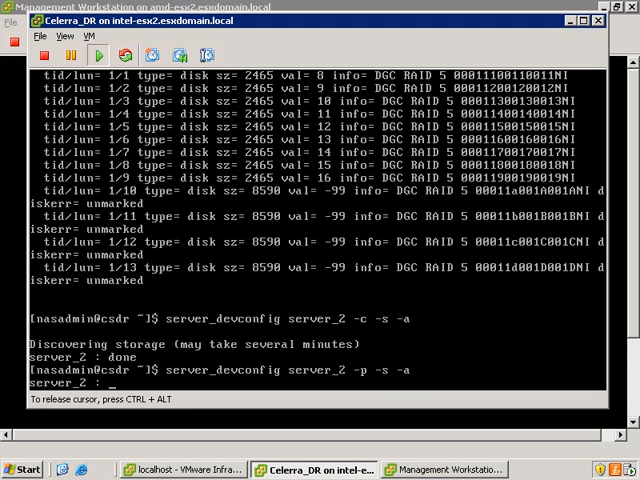 Management Workstation on amd-esx2.esxdomain.local
File
Celerra_DR on intel-esx2.esxdomain.local
File View VM
tid/lun= 1/1 type= disk sz= 2465 val= 8 info= DGC RAID 5 00011100110011NI
tid/lun= 1/2 type= disk sz= 2465 val= 9 info= DGC RAID 5 00011200120012NI
tid/lun= 1/3 type= disk sz= 2465 val= 10 info= DGC RAID 5 00011300130013NI
tid/lun= 1/4 type= disk sz= 2465 val= 11 info= DGC RAID 5 00011400140014NI
tid/lun= 1/5 type= disk sz= 2465 val= 12 info= DGC RAID 5 00011500150015NI
tid/lun= 1/6 type= disk sz= 2465 val= 13 info= DGC RAID 5 00011600160016NI
tid/lun= 1/7 type= disk sz= 2465 val= 14 info= DGC RAID 5 00011700170017NI
tid/lun= 1/8 type= disk sz= 2465 val= 15 info= DGC RAID 5 00011800180018NI
tid/lun= 1/9 type= disk sz= 2465 val= 16 info= DGC RAID 5 00011900190019NI
tid/lun= 1/10 type= disk sz= 8590 val= -99 info= DGC RAID 5 00011a001A001ANI d
iskerr= unmarked
tid/lun= 1/11 type= disk sz= 8590 val= -99 info= DGC RAID 5 00011b001B001BNI d
iskerr= unmarked
tid/lun= 1/12 type= disk sz= 8590 val= -99 info= DGC RAID 5 00011c001C001CNI d
iskerr= unmarked
tid/lun= 1/13 type= disk sz= 8590 val= -99 info= DGC RAID 5 00011d001D001DNI d
iskerr= unmarked
[nasadmin@csdr ~]$ server_devconfig server_2 -c -s -a
Discovering storage (may take several minutes)
server_2 : done
[nasadmin@csdr ~]$ server_devconfig server_2 -p -s -a
server_2 : _
To release cursor, press CTRL + ALT
Start
localhost - VMware Infra...
Celerra_DR on intel-e...
Management Workstatio...